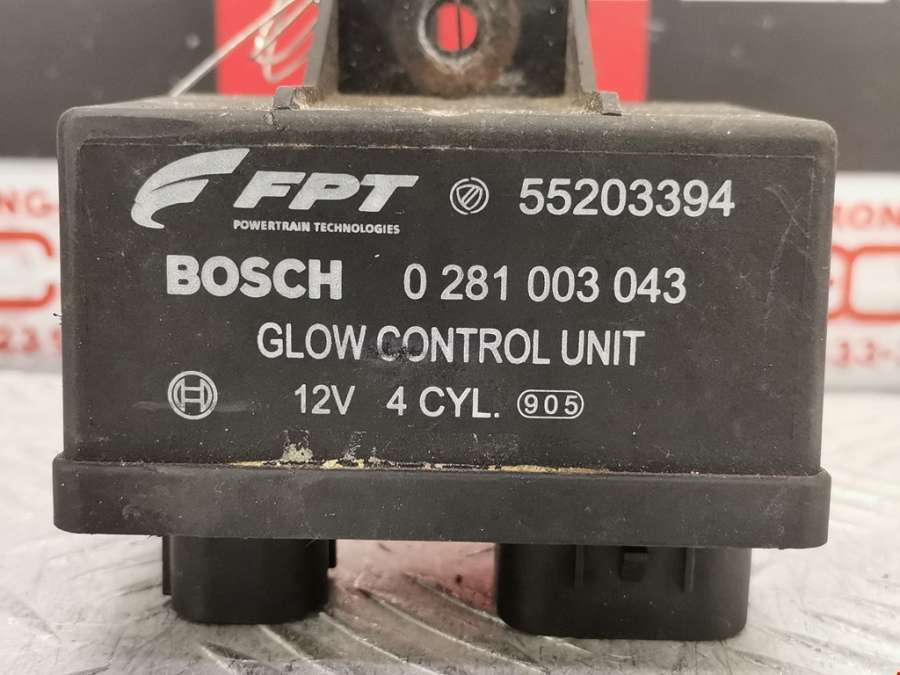 FPT 55203394
POWERTRAIN TECHNOLOGIES
BOSCH 0 281 003 043
GLOW CONTROL UNIT
12V 4 CYL. 905